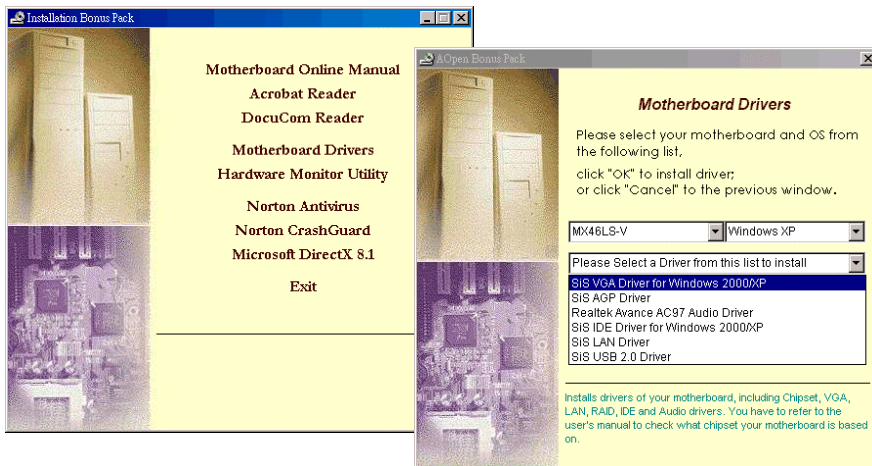 Installation Bonus Pack
Motherboard Online Manual
Acrobat Reader
DocuCom Reader
Motherboard Drivers
Hardware Monitor Utility
Norton Antivirus
Norton CrashGuard
Microsoft DirectX 8.1
Exit
AOpen Bonus Pack
Motherboard Drivers
Please select your motherboard and OS from
the following list,
click "OK" to install driver;
or click "Cancel" to the previous window.
MX46LS-V
Windows XP
Please Select a Driver from this list to install
SiS VGA Driver for Windows 2000/XP
SiS AGP Driver
Realtek Avance AC97 Audio Driver
SiS IDE Driver for Windows 2000/XP
SiS LAN Driver
SiS USB 2.0 Driver
Installs drivers of your motherboard, including Chipset, VGA,
LAN, RAID, IDE and Audio drivers. You have to refer to the
user's manual to check what chipset your motherboard is based
on.